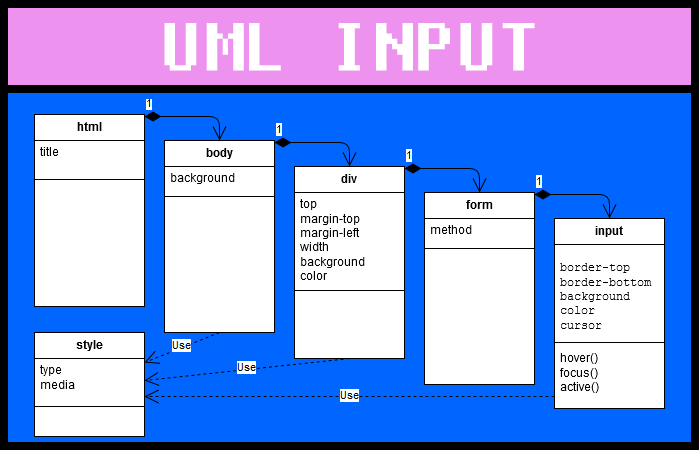 UML INPUT
1
html
title
1
body
background
1
div
top
margin-top
margin-left
width
background
color
1
form
method
input
border-top
border-bottom
background
color
cursor
hover()
focus()
active()
style
type
media
Use
Use
Use